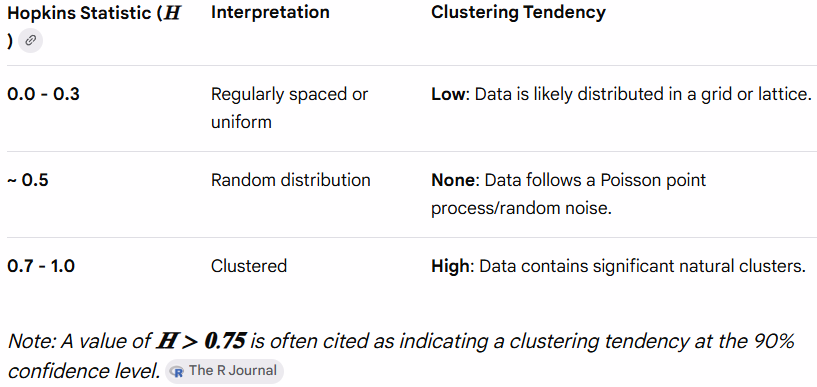 Hopkins Statistic (H Interpretation Clustering Tendency
)
0.0 - 0.3 Regularly spaced or Low: Data is likely distributed in a grid or lattice.
uniform
~ 0.5 Random distribution None: Data follows a Poisson point
process/random noise.
0.7 - 1.0 Clustered High: Data contains significant natural clusters.
Note: A value of H > 0.75 is often cited as indicating a clustering tendency at the 90%
confidence level. R The R Journal